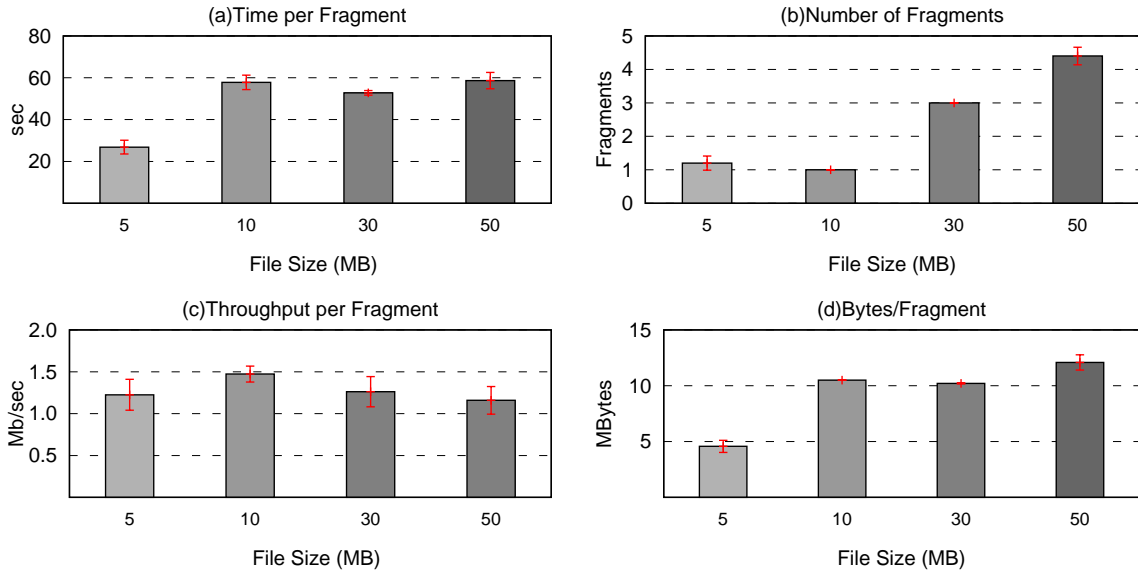 (a)Time per Fragment
80
60
40
20
sec
5 10 30 50
File Size (MB)
(b)Number of Fragments
5
4
3
2
1
0
Fragments
5 10 30 50
File Size (MB)
(c)Throughput per Fragment
2.0
1.5
1.0
0.5
Mb/sec
5 10 30 50
File Size (MB)
(d)Bytes/Fragment
15
10
5
MBytes
5 10 30 50
File Size (MB)